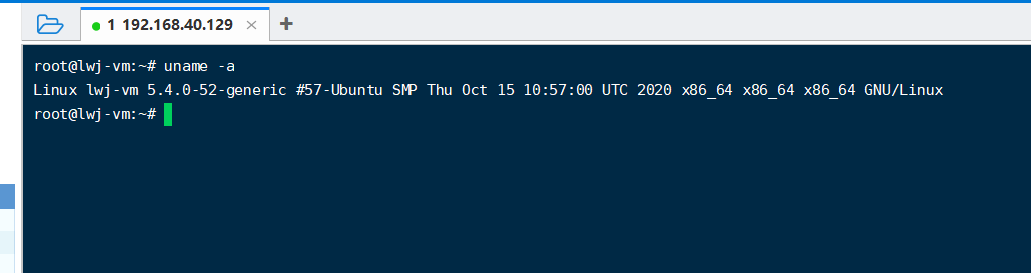 1 192.168.40.129 × +
root@lwj-vm:~# uname -a
Linux lwj-vm 5.4.0-52-generic #57-Ubuntu SMP Thu Oct 15 10:57:00 UTC 2020 x86_64 x86_64 x86_64 GNU/Linux
root@lwj-vm:~#